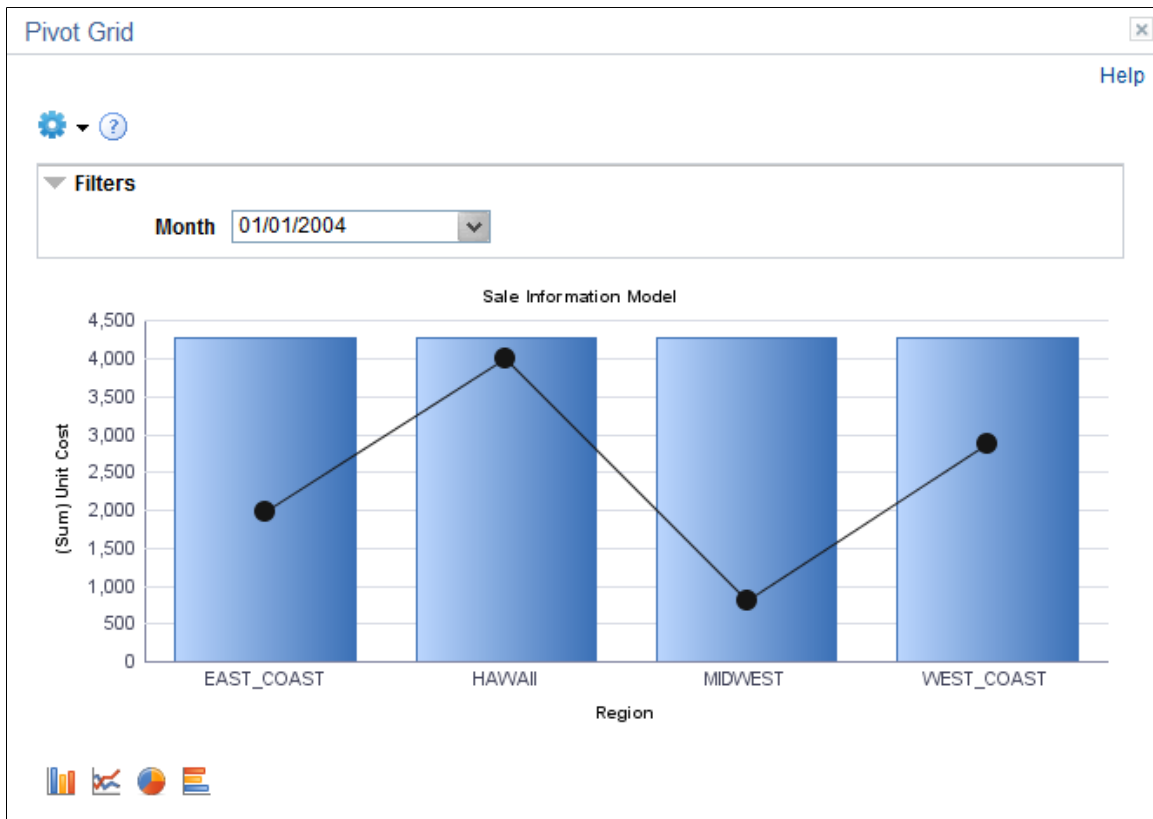 Pivot Grid
Help
?
Filters
Month 01/01/2004
Sale Information Model
4,500
4,000
3,500
3,000
2,500
2,000
1,500
1,000
500
0
(Sum) Unit Cost
EAST_COAST HAWAII MIDWEST WEST_COAST
Region